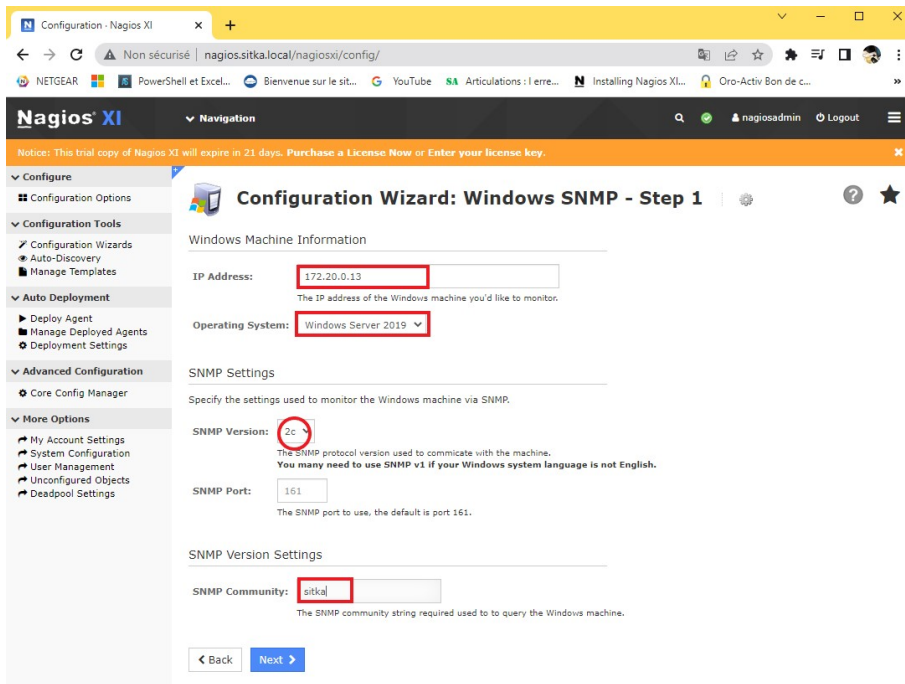 Configuration · Nagios XI
Non sécurisé | nagios.sitka.local/nagiosxi/config/
NETGEAR PowerShell et Excel... Bienvenue sur le sit... YouTube SA Articulations : l erre... N Installing Nagios XI... Oro-Activ Bon de c... »
Nagios® XI Navigation nagiosadmin Logout
Notice: This trial copy of Nagios XI will expire in 21 days. Purchase a License Now or Enter your license key.
Configure
Configuration Options
Configuration Tools
Configuration Wizards
Auto-Discovery
Manage Templates
Auto Deployment
Deploy Agent
Manage Deployed Agents
Deployment Settings
Advanced Configuration
Core Config Manager
More Options
My Account Settings
System Configuration
User Management
Unconfigured Objects
Deadpool Settings
Configuration Wizard: Windows SNMP - Step 1
Windows Machine Information
IP Address: 172.20.0.13
The IP address of the Windows machine you'd like to monitor.
Operating System: Windows Server 2019
SNMP Settings
Specify the settings used to monitor the Windows machine via SNMP.
SNMP Version: 2c
The SNMP protocol version used to commicate with the machine.
You many need to use SNMP v1 if your Windows system language is not English.
SNMP Port: 161
The SNMP port to use, the default is port 161.
SNMP Version Settings
SNMP Community: sitka
The SNMP community string required used to to query the Windows machine.
Back Next